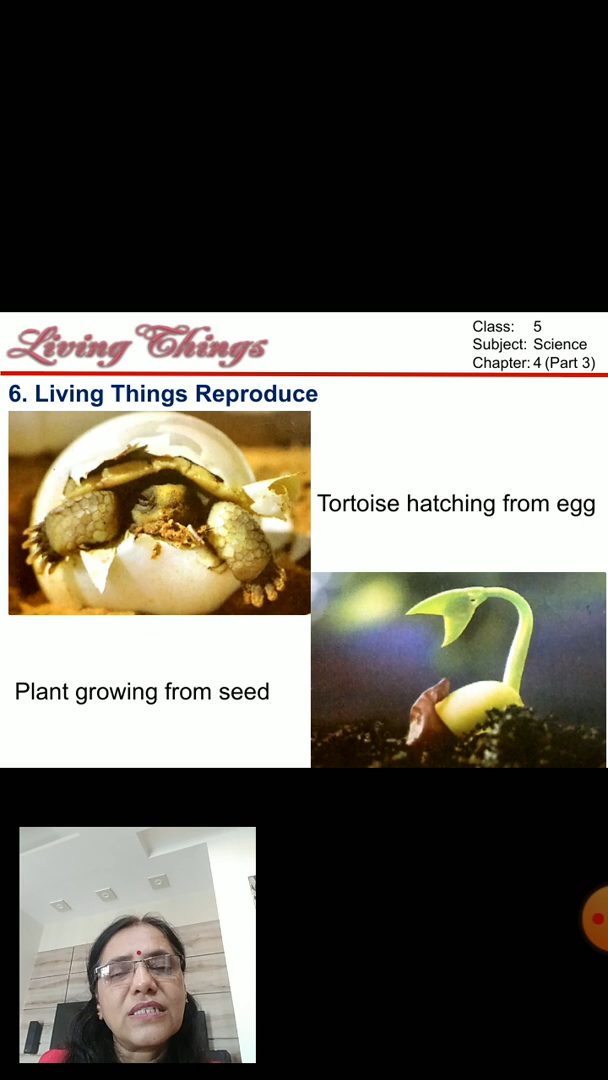 Living Things
Class: 5
Subject: Science
Chapter: 4 (Part 3)
6. Living Things Reproduce
Tortoise hatching from egg
Plant growing from seed